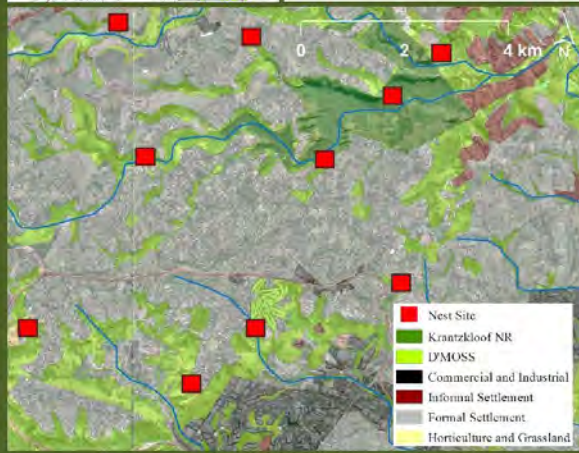 0 2 4 km
N
Nest Site
Krantzkloof NR
D'MOSS
Commercial and Industrial
Informal Settlement
Formal Settlement
Horticulture and Grassland